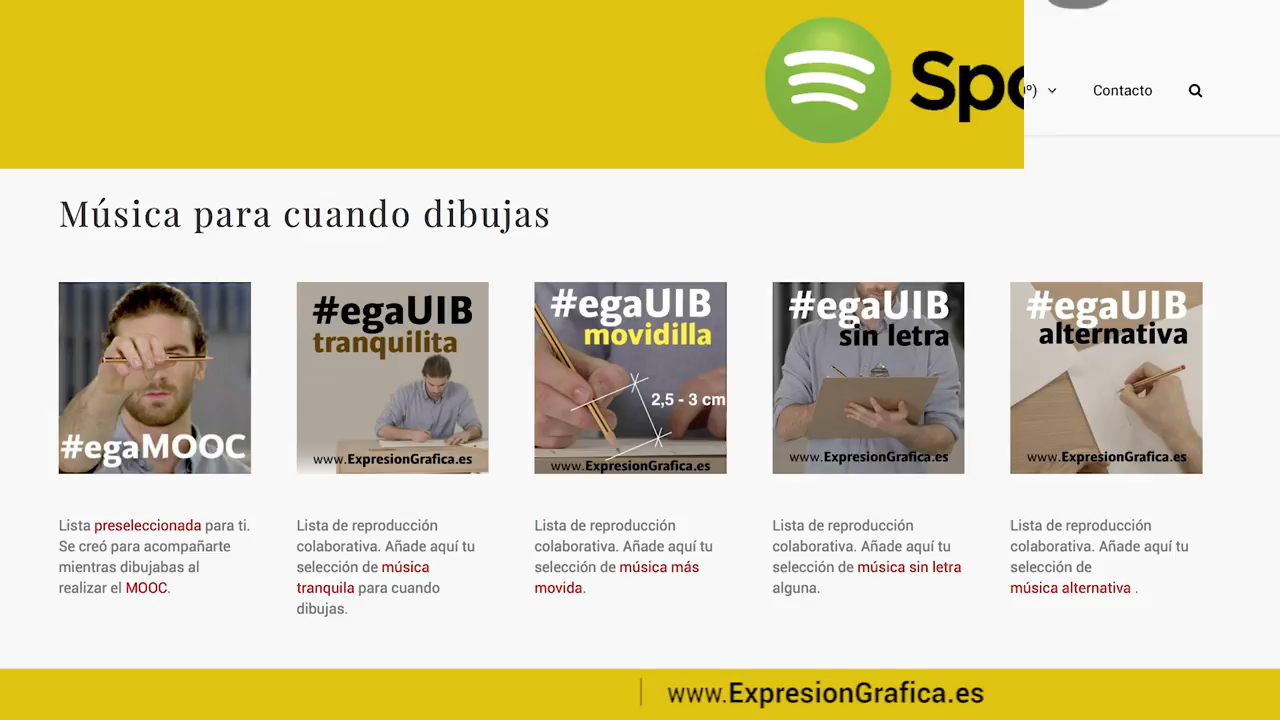 Spo
º)
Contacto
Música para cuando dibujas
#egaMOOC
#egaUIB
tranquilita
www.ExpresionGrafica.es
#egaUIB
movidilla
2,5 - 3 cm
www.ExpresionGrafica.es
#egaUIB
sin letra
www.ExpresionGrafica.es
#egaUIB
alternativa
www.ExpresionGrafica.es
Lista preseleccionada para ti.
Se creó para acompañarte
mientras dibujabas al
realizar el MOOC.
Lista de reproducción
colaborativa. Añade aquí tu
selección de música
tranquila para cuando
dibujas.
Lista de reproducción
colaborativa. Añade aquí tu
selección de música más
movida.
Lista de reproducción
colaborativa. Añade aquí tu
selección de música sin letra
alguna.
Lista de reproducción
colaborativa. Añade aquí tu
selección de
música alternativa .
www.ExpresionGrafica.es